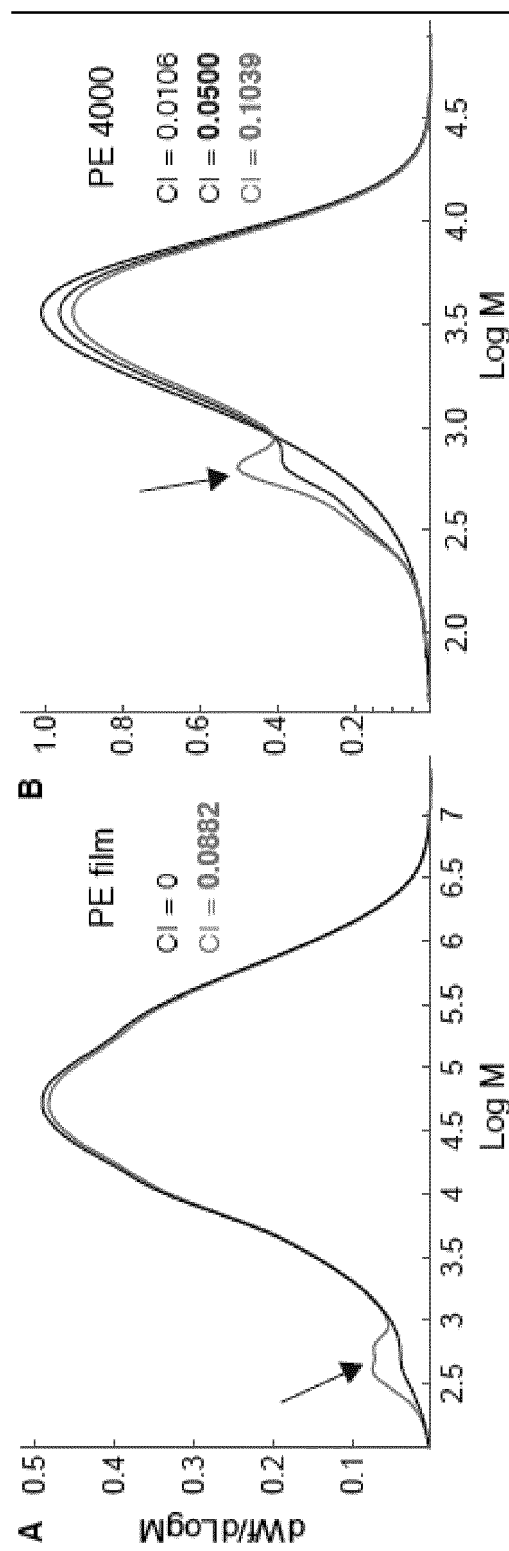 A
PE film
CI = 0
CI = 0.0882
dWf/dLogM
0.5
0.4
0.3
0.2
0.1
2.5
3
3.5
4
4.5
5
5.5
6
6.5
7
Log M
B
PE 4000
CI = 0.0106
CI = 0.0500
CI = 0.1039
1.0
0.8
0.6
0.4
0.2
2.0
2.5
3.0
3.5
4.0
4.5
Log M